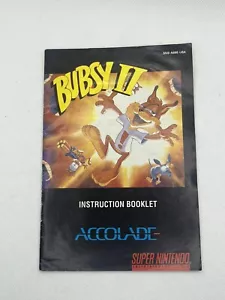 BUBSY II
INSTRUCTION BOOKLET
ACCOLADE
SUPER NINTENDO